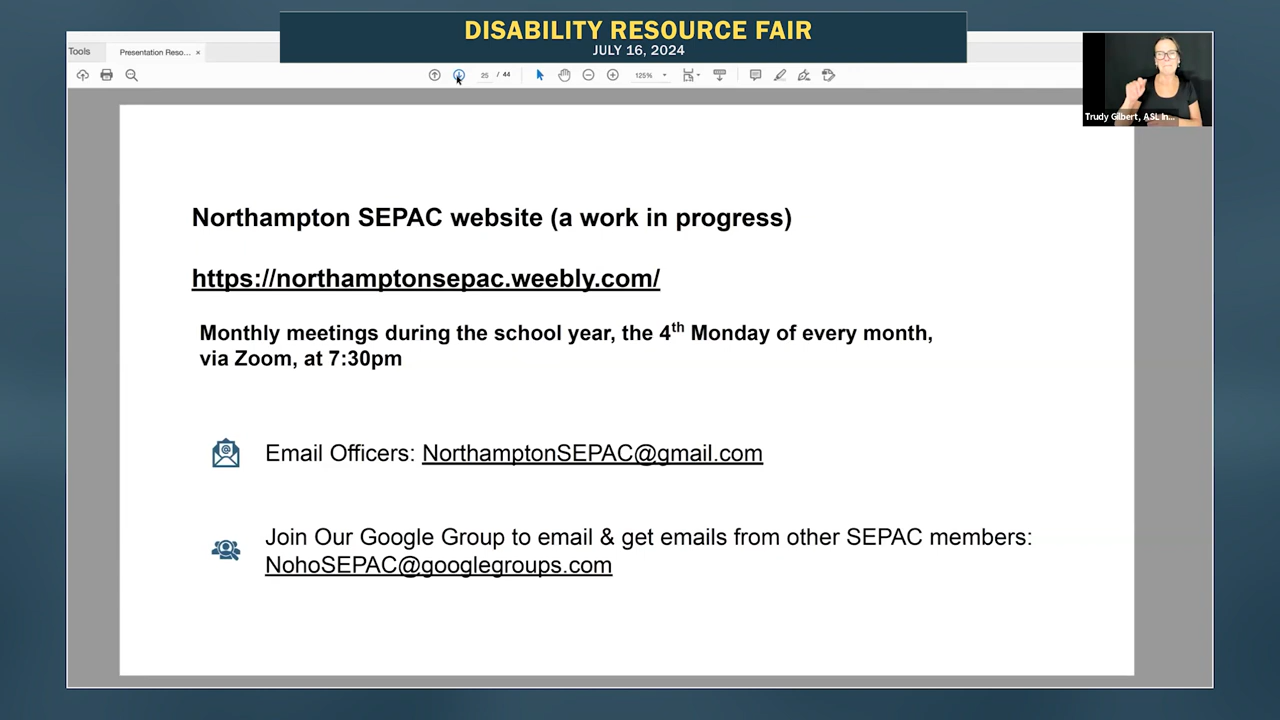 DISABILITY RESOURCE FAIR
JULY 16, 2024
Tools
Presentation Reso... ×
25 / 44
125%
Trudy Gilbert, ASL In...
Northampton SEPAC website (a work in progress)
https://northamptonsepac.weebly.com/
Monthly meetings during the school year, the 4th Monday of every month,
via Zoom, at 7:30pm
Email Officers: NorthamptonSEPAC@gmail.com
Join Our Google Group to email & get emails from other SEPAC members:
NohoSEPAC@googlegroups.com